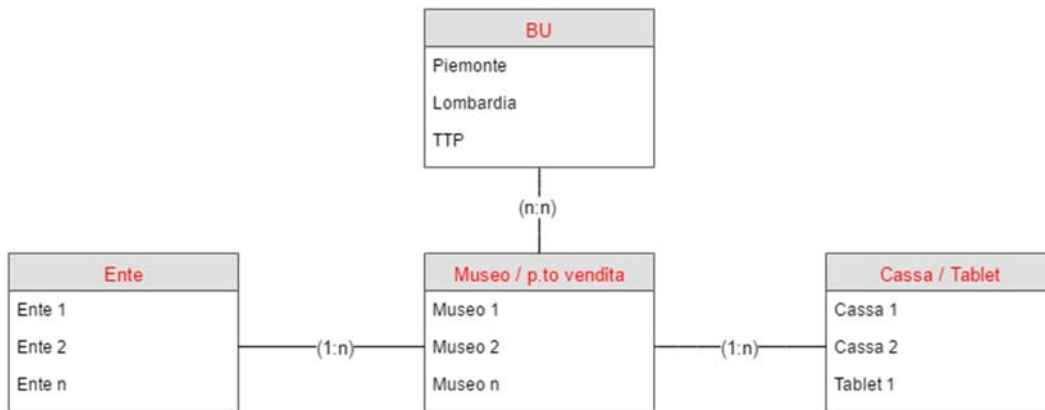 BU
Piemonte
Lombardia
TTP
(n:n)
Ente
Ente 1
Ente 2
Ente n
(1:n)
Museo / p.to vendita
Museo 1
Museo 2
Museo n
(1:n)
Cassa / Tablet
Cassa 1
Cassa 2
Tablet 1